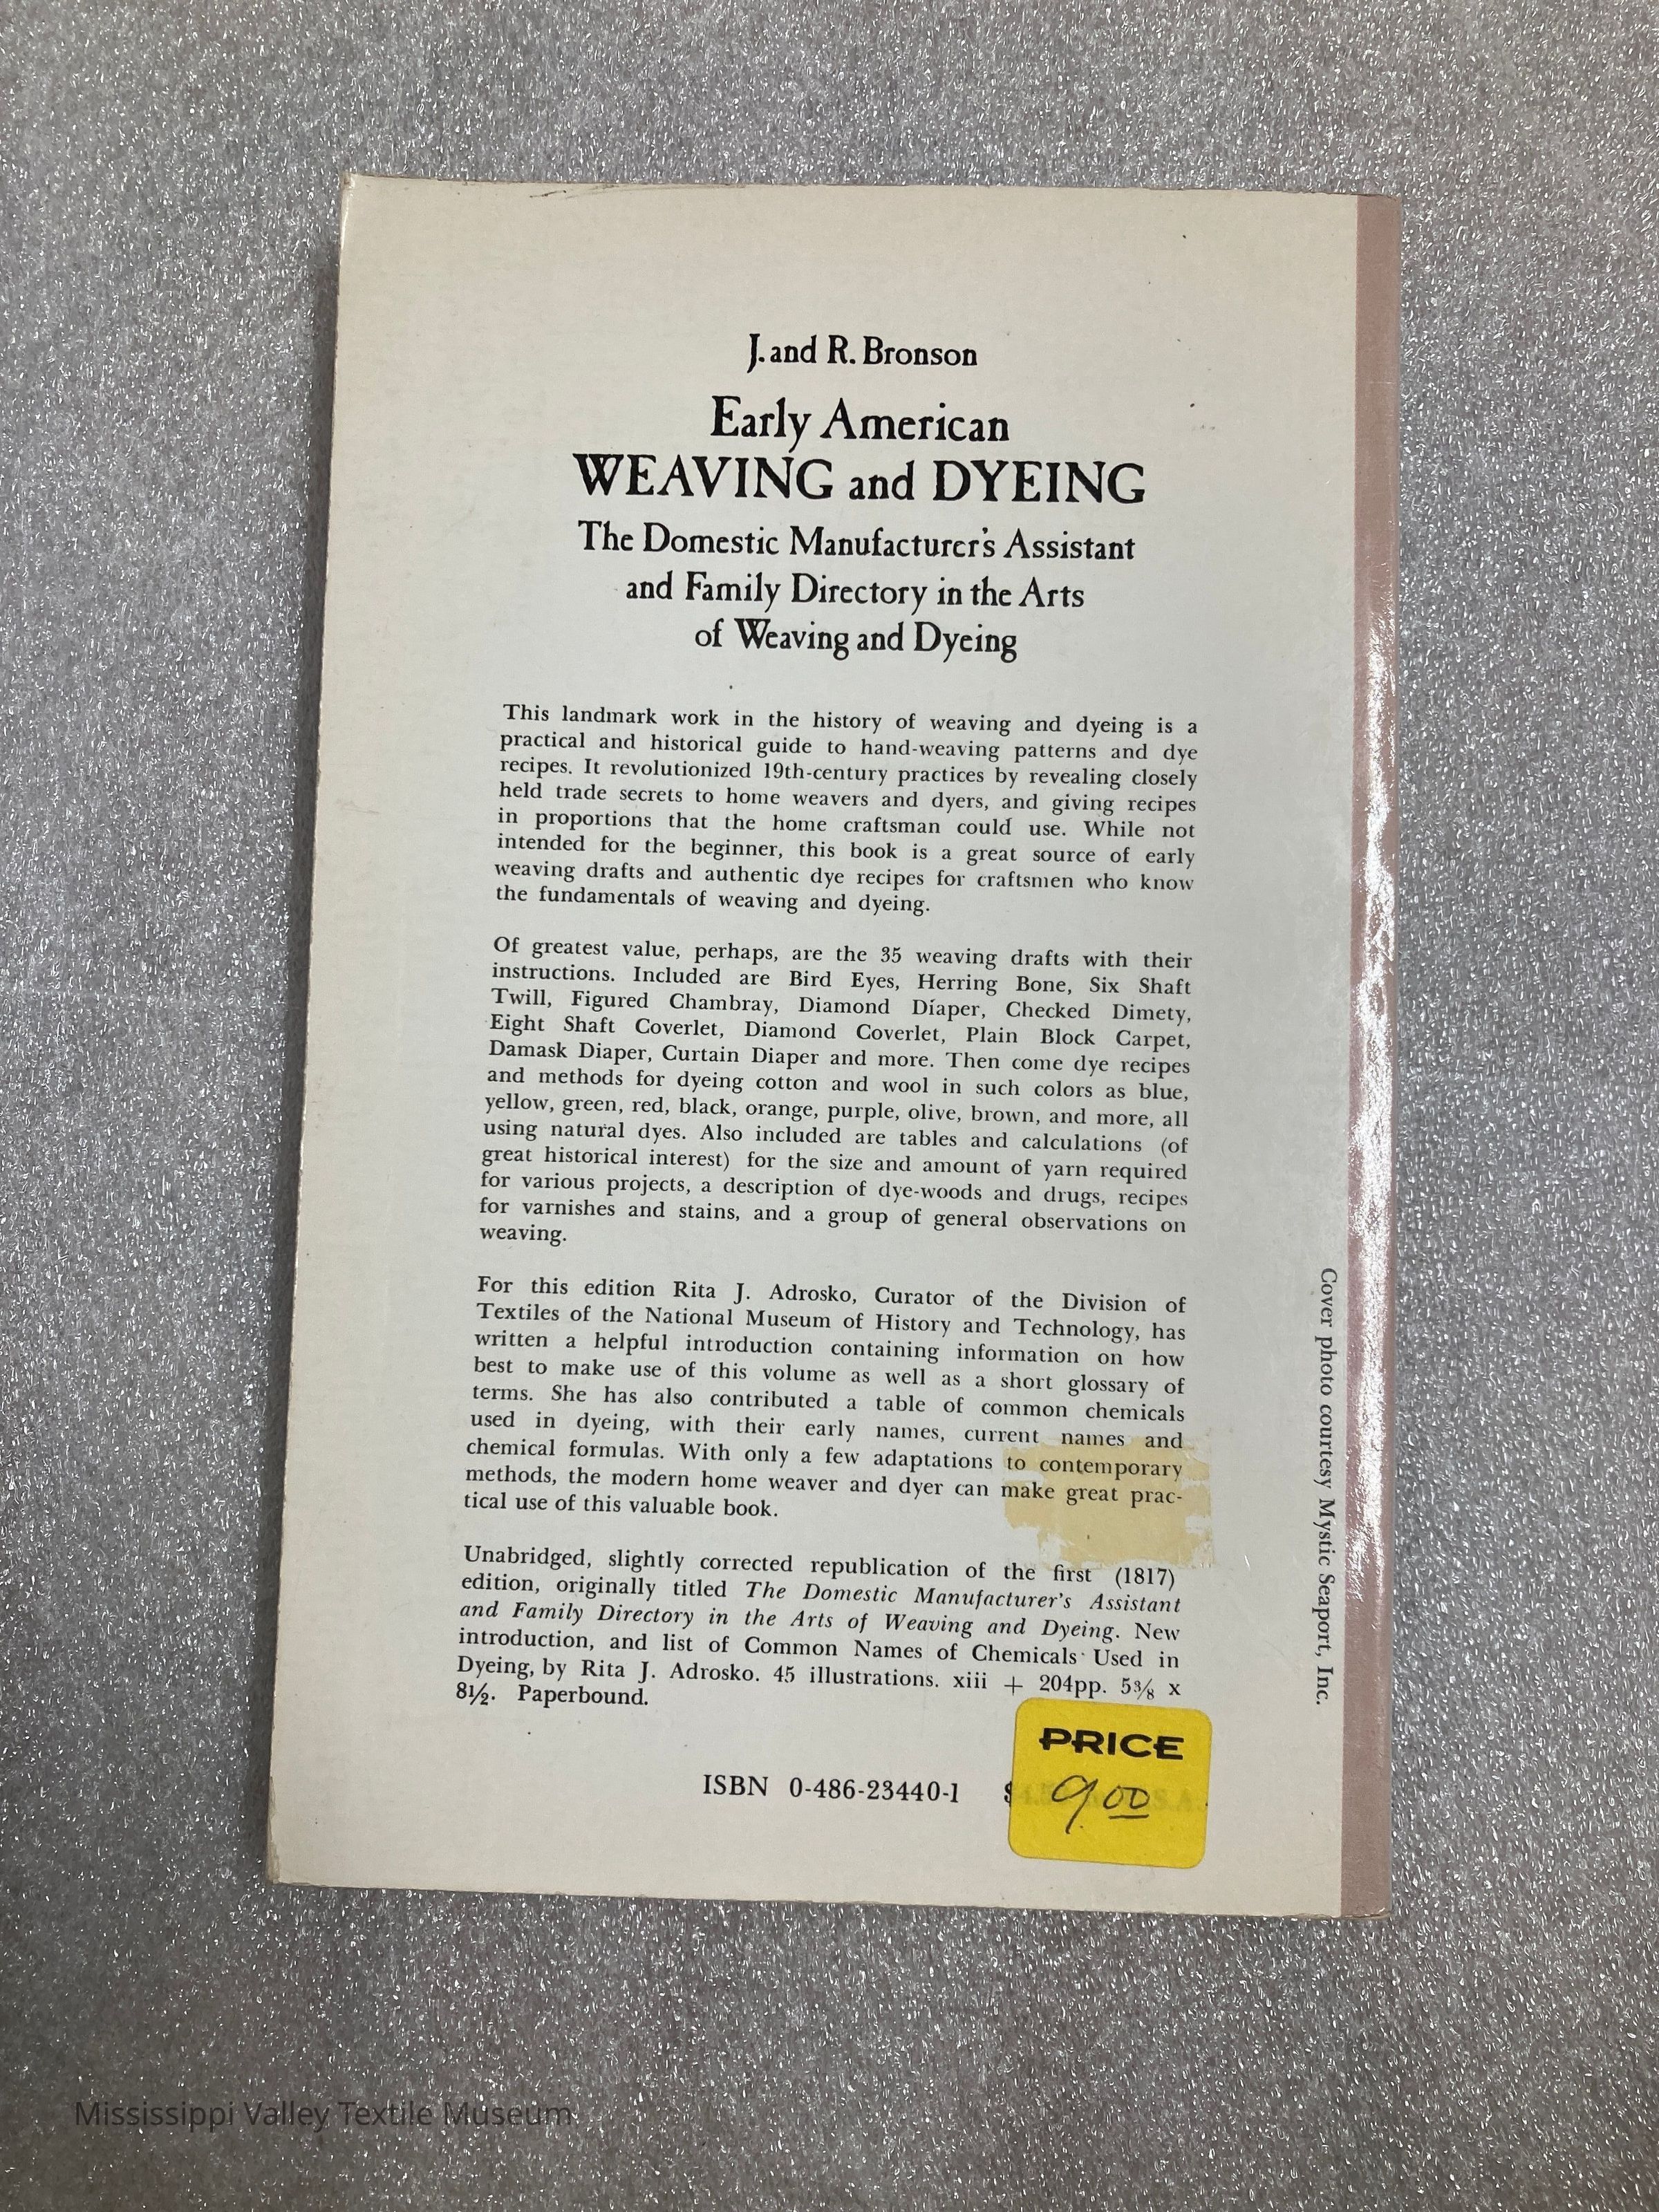 J. and R. Bronson
Early American
WEAVING and DYEING
The Domestic Manufacturer's Assistant
and Family Directory in the Arts
of Weaving and Dyeing
This landmark work in the history of weaving and dyeing is a
practical and historical guide to hand-weaving patterns and dye
recipes. It revolutionized 19th-century practices by revealing closely
held trade secrets to home weavers and dyers, and giving recipes
in proportions that the home craftsman could use. While not
intended for the beginner, this book is a great source of early
weaving drafts and authentic dye recipes for craftsmen who know
the fundamentals of weaving and dyeing.
Of greatest value, perhaps, are the 35 weaving drafts with their
instructions. Included are Bird Eyes, Herring Bone, Six Shaft
Twill, Figured Chambray, Diamond Diaper, Checked Dimety,
Eight Shaft Coverlet, Diamond Coverlet, Plain Block Carpet,
Damask Diaper, Curtain Diaper and more. Then come dye recipes
and methods for dyeing cotton and wool in such colors as blue,
yellow, green, red, black, orange, purple, olive, brown, and more, all
using natural dyes. Also included are tables and calculations (of
great historical interest) for the size and amount of yarn required
for various projects, a description of dye-woods and drugs, recipes
for varnishes and stains, and a group of general observations on
weaving.
For this edition Rita J. Adrosko, Curator of the Division of
Textiles of the National Museum of History and Technology, has
written a helpful introduction containing information on how
best to make use of this volume as well as a short glossary of
terms. She has also contributed a table of common chemicals
used in dyeing, with their early names, current names and
chemical formulas. With only a few adaptations to contemporary
methods, the modern home weaver and dyer can make great prac-
tical use of this valuable book.
Unabridged, slightly corrected republication of the first (1817)
edition, originally titled The Domestic Manufacturer's Assistant
and Family Directory in the Arts of Weaving and Dyeing. New
introduction, and list of Common Names of Chemicals Used in
Dyeing, by Rita J. Adrosko. 45 illustrations. xiii + 204pp. 5⅜ x
8½. Paperbound.
ISBN 0-486-23440-1 $
PRICE
9.00
Cover photo courtesy Mystic Seaport, Inc.
Mississippi Valley Textile Museum